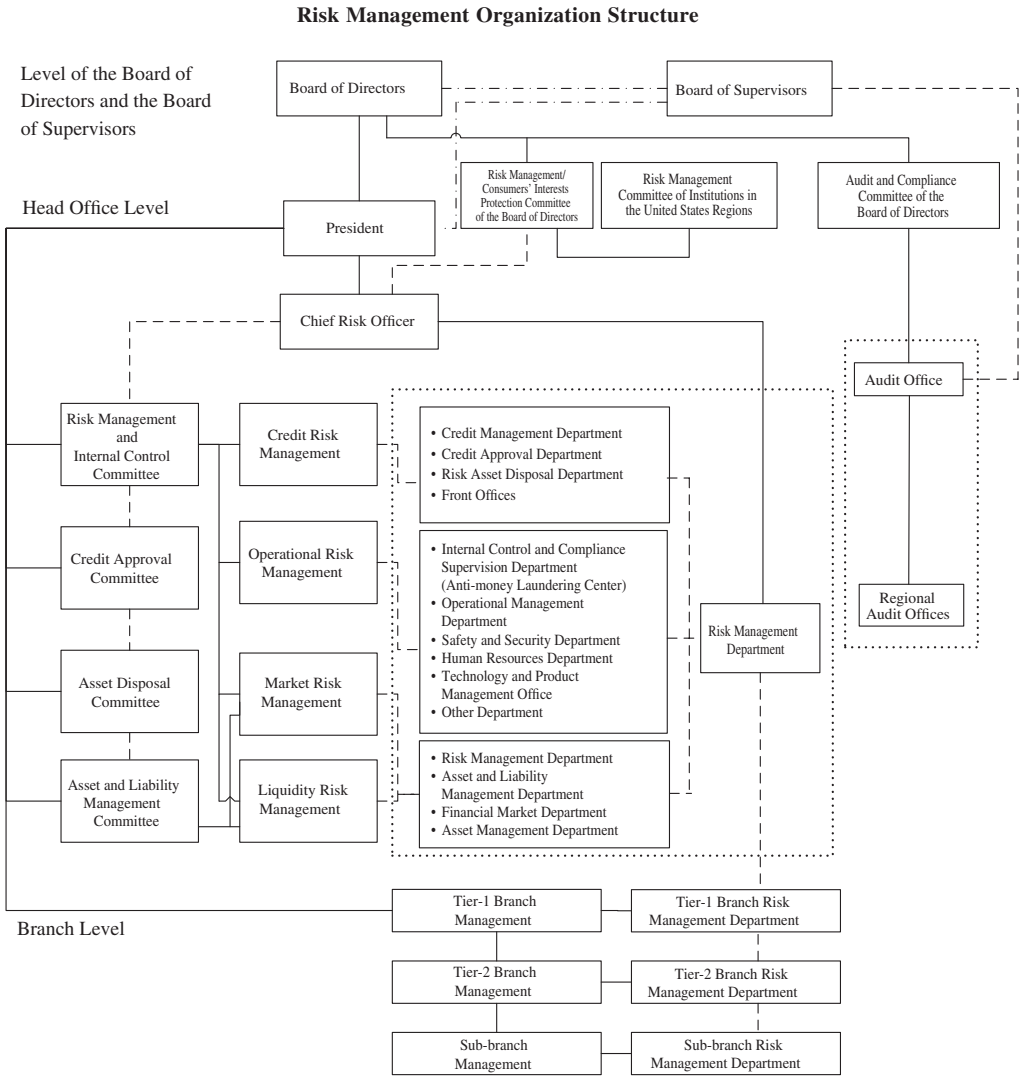 Risk Management Organization Structure
Level of the Board of
Directors and the Board
of Supervisors
Board of Directors
Board of Supervisors
Risk Management/
Consumers' Interests
Protection Committee
of the Board of Directors
Risk Management
Committee of Institutions in
the United States Regions
Audit and Compliance
Committee of the
Board of Directors
Head Office Level
President
Chief Risk Officer
Audit Office
Regional
Audit Offices
Risk Management
and
Internal Control
Committee
Credit Risk
Management
• Credit Management Department
• Credit Approval Department
• Risk Asset Disposal Department
• Front Offices
Credit Approval
Committee
Operational Risk
Management
• Internal Control and Compliance
Supervision Department
(Anti-money Laundering Center)
• Operational Management
Department
• Safety and Security Department
• Human Resources Department
• Technology and Product
Management Office
• Other Department
Risk Management
Department
Asset Disposal
Committee
Market Risk
Management
Asset and Liability
Management
Committee
Liquidity Risk
Management
• Risk Management Department
• Asset and Liability
Management Department
• Financial Market Department
• Asset Management Department
Branch Level
Tier-1 Branch
Management
Tier-1 Branch Risk
Management Department
Tier-2 Branch
Management
Tier-2 Branch Risk
Management Department
Sub-branch
Management
Sub-branch Risk
Management Department